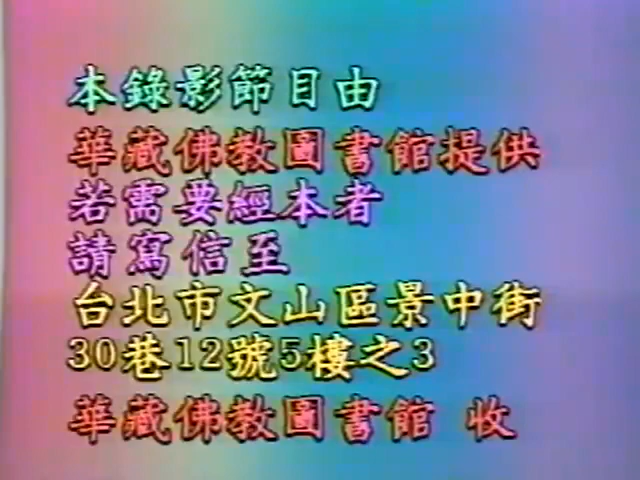 本錄影節目由
華藏佛教圖書館提供
若需要經本者
請寫信至
台北市文山區景中街
30巷12號5樓之3
華藏佛教圖書館 收